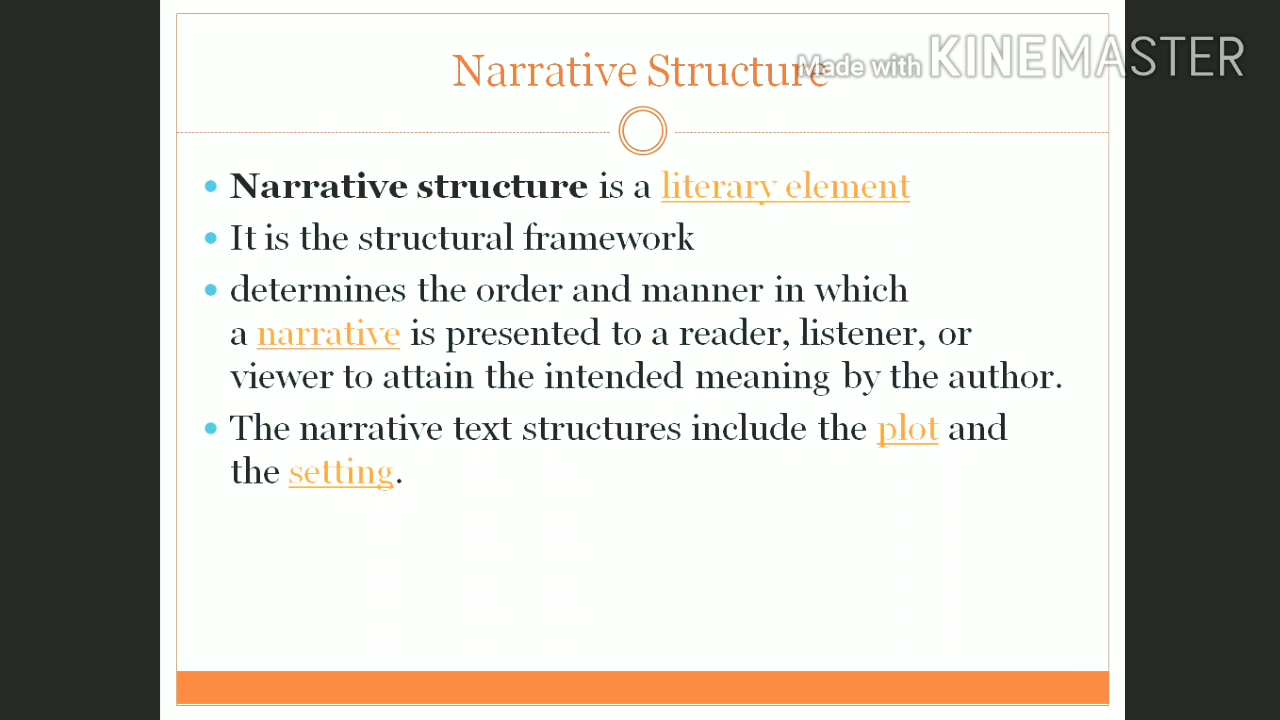 Made with KINEMASTER
Narrative Structure
• Narrative structure is a literary element
• It is the structural framework
• determines the order and manner in which
a narrative is presented to a reader, listener, or
viewer to attain the intended meaning by the author.
• The narrative text structures include the plot and
the setting.